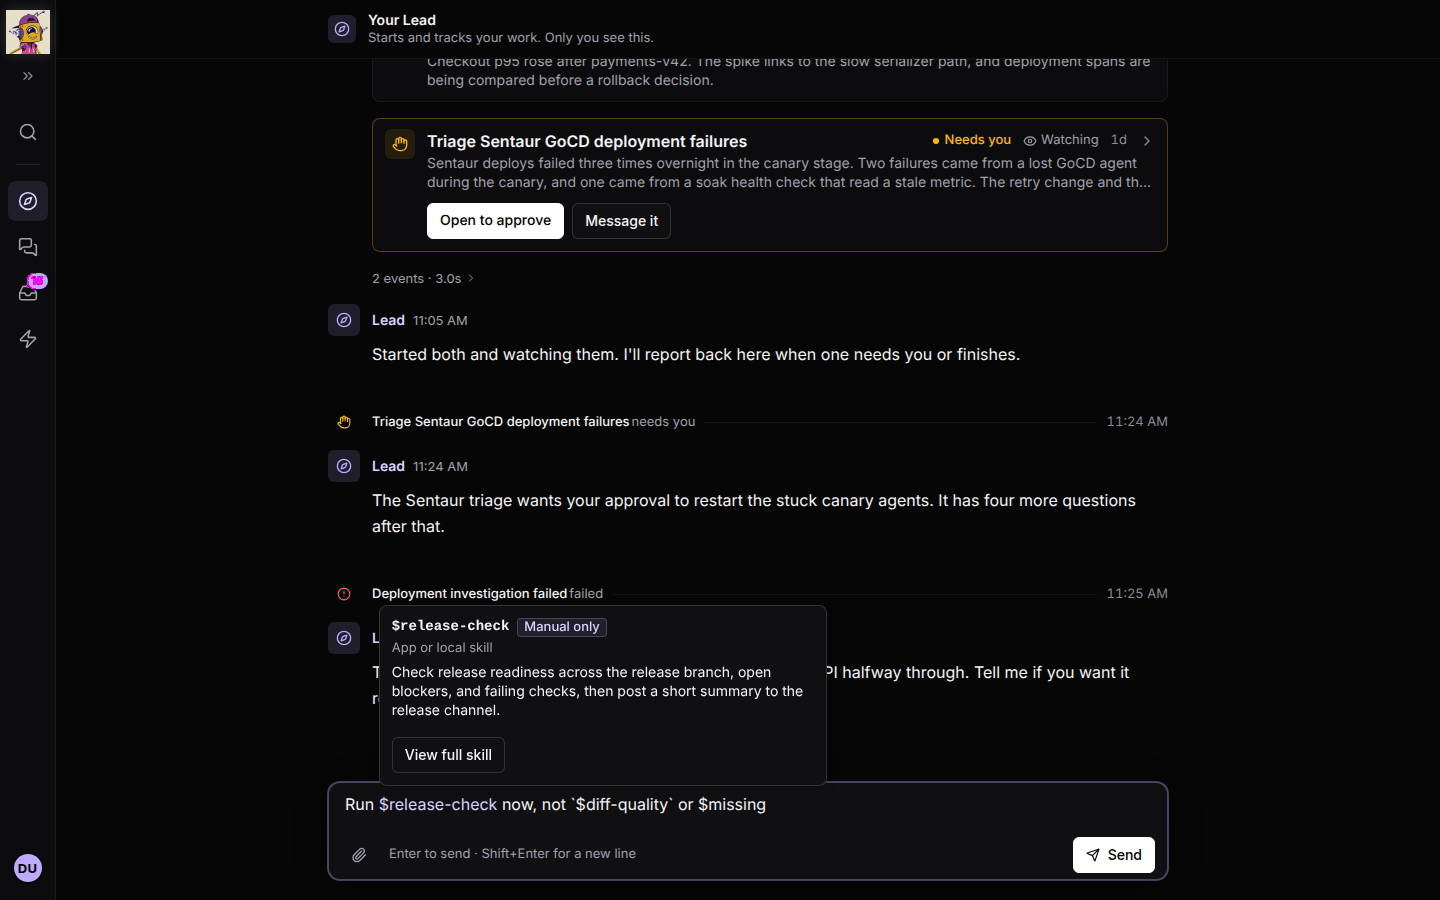 Your Lead
Starts and tracks your work. Only you see this.
Checkout p95 rose after payments-v42. The spike links to the slow serializer path, and deployment spans are
being compared before a rollback decision.
Triage Sentaur GoCD deployment failures
Needs you
Watching
1d
Sentaur deploys failed three times overnight in the canary stage. Two failures came from a lost GoCD agent
during the canary, and one came from a soak health check that read a stale metric. The retry change and th...
Open to approve
Message it
2 events · 3.0s
Lead 11:05 AM
Started both and watching them. I'll report back here when one needs you or finishes.
Triage Sentaur GoCD deployment failures needs you
11:24 AM
Lead 11:24 AM
The Sentaur triage wants your approval to restart the stuck canary agents. It has four more questions
after that.
Deployment investigation failed failed
11:25 AM
$release-check Manual only
App or local skill
Check release readiness across the release branch, open
blockers, and failing checks, then post a short summary to the
release channel.
View full skill
halfway through. Tell me if you want it
Run $release-check now, not `$diff-quality` or $missing
Enter to send · Shift+Enter for a new line
Send
DU